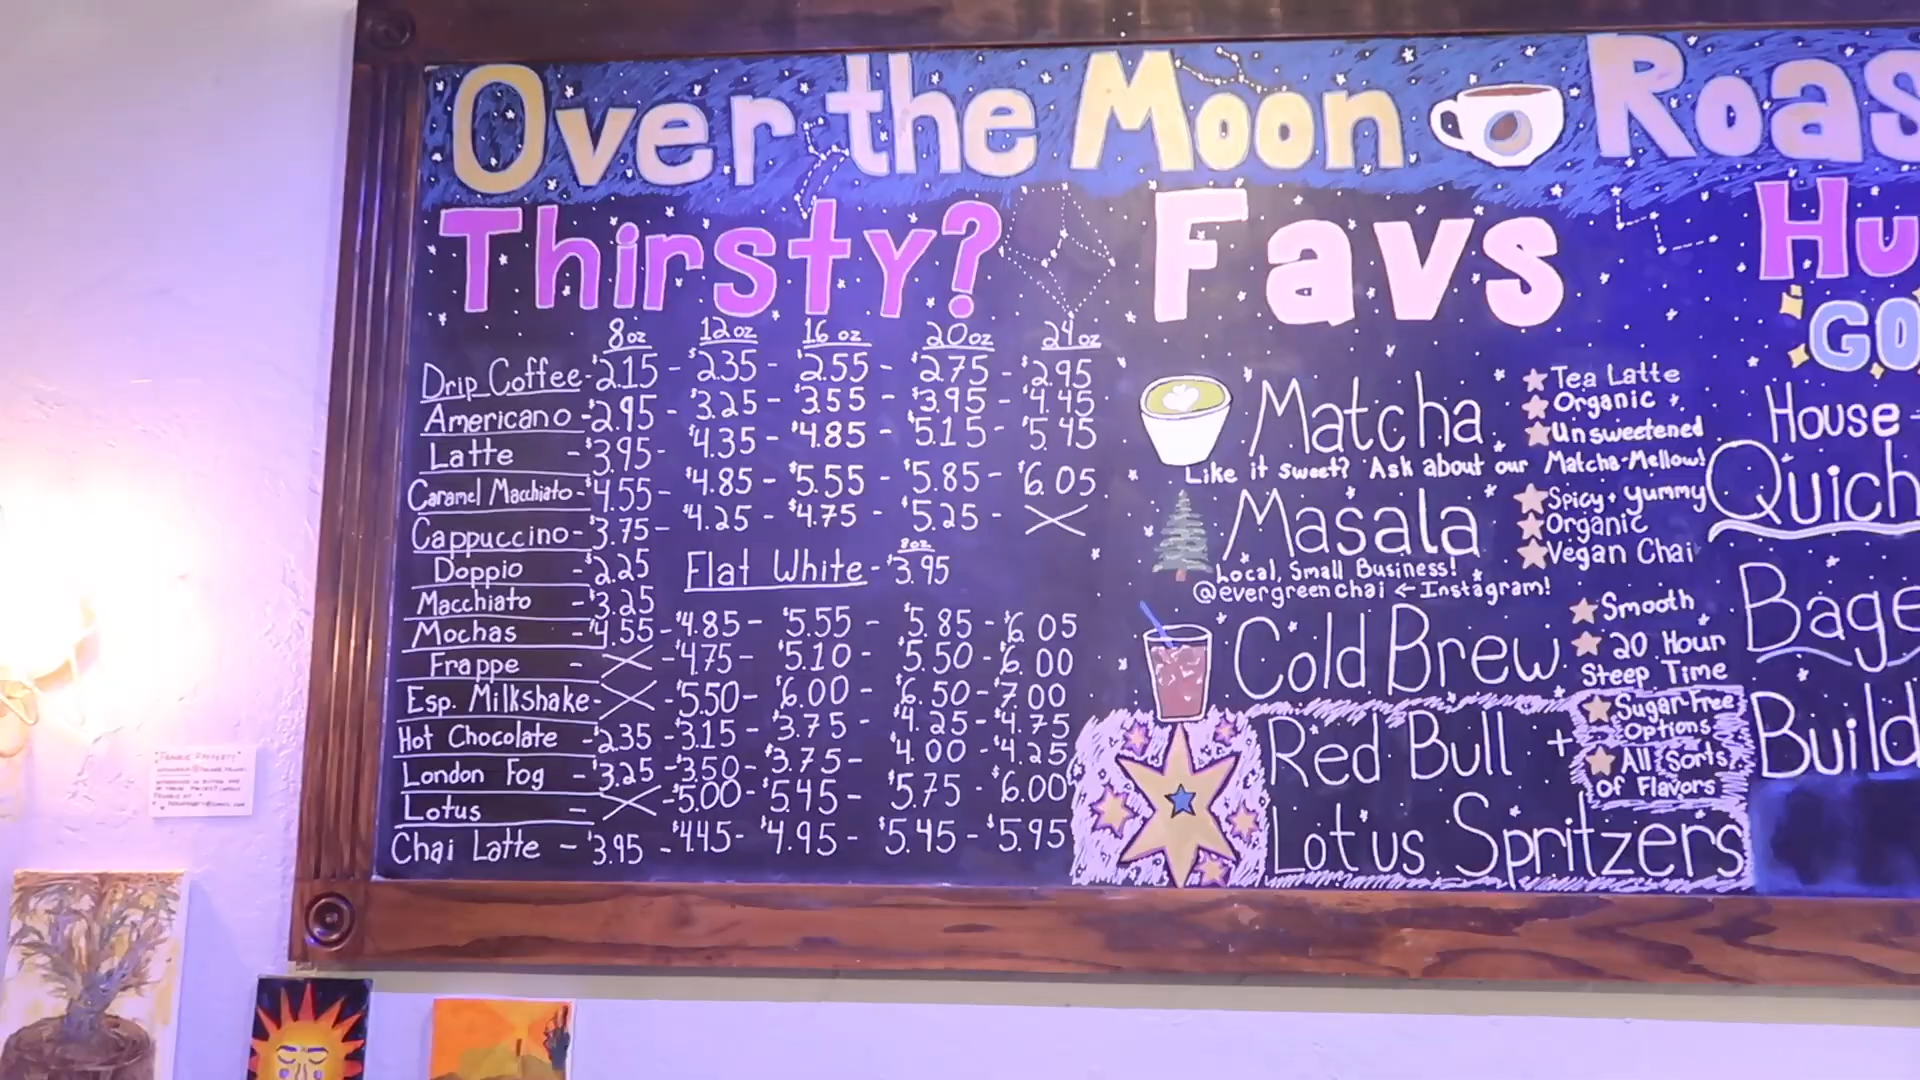 Over the Moon Roas
Thirsty?
8oz 12oz 16 oz 20oz 24oz
Drip Coffee - $2.15 - $2.35 - $2.55 - $2.75 - $2.95
Americano - $2.95 - $3.25 - $3.55 - $3.95 - $4.45
Latte - $3.95 - $4.35 - $4.85 - $5.15 - $5.45
Caramel Macchiato - $4.55 - $4.85 - $5.55 - $5.85 - $6.05
Cappuccino - $3.75 - $4.25 - $4.75 - $5.25 - X
Doppio - $2.25
Macchiato - $3.25
8oz
Flat White - $3.95
Mochas - $4.55 - $4.85 - $5.55 - $5.85 - $6.05
Frappe - X - $4.75 - $5.10 - $5.50 - $6.00
Esp. Milkshake - X - $5.50 - $6.00 - $6.50 - $7.00
Hot Chocolate - $2.35 - $3.15 - $3.75 - $4.25 - $4.75
London Fog - $3.25 - $3.50 - $3.75 - $4.00 - $4.25
Lotus - X - $5.00 - $5.45 - $5.75 - $6.00
Chai Latte - $3.95 - $4.45 - $4.95 - $5.45 - $5.95
Favs
Matcha
Tea Latte
Organic
Unsweetened
Like it sweet? Ask about our Matcha-Mellow!
Masala
Spicy + Yummy
Organic
Vegan Chai
Local, Small Business!
@evergreenchai ← Instagram!
Cold Brew
Smooth
20 Hour
Steep Time
Red Bull +
Lotus Spritzers
Sugar Free
Options
All Sorts
Of Flavors
Hu
GO
House -
Quich
Bage
Build